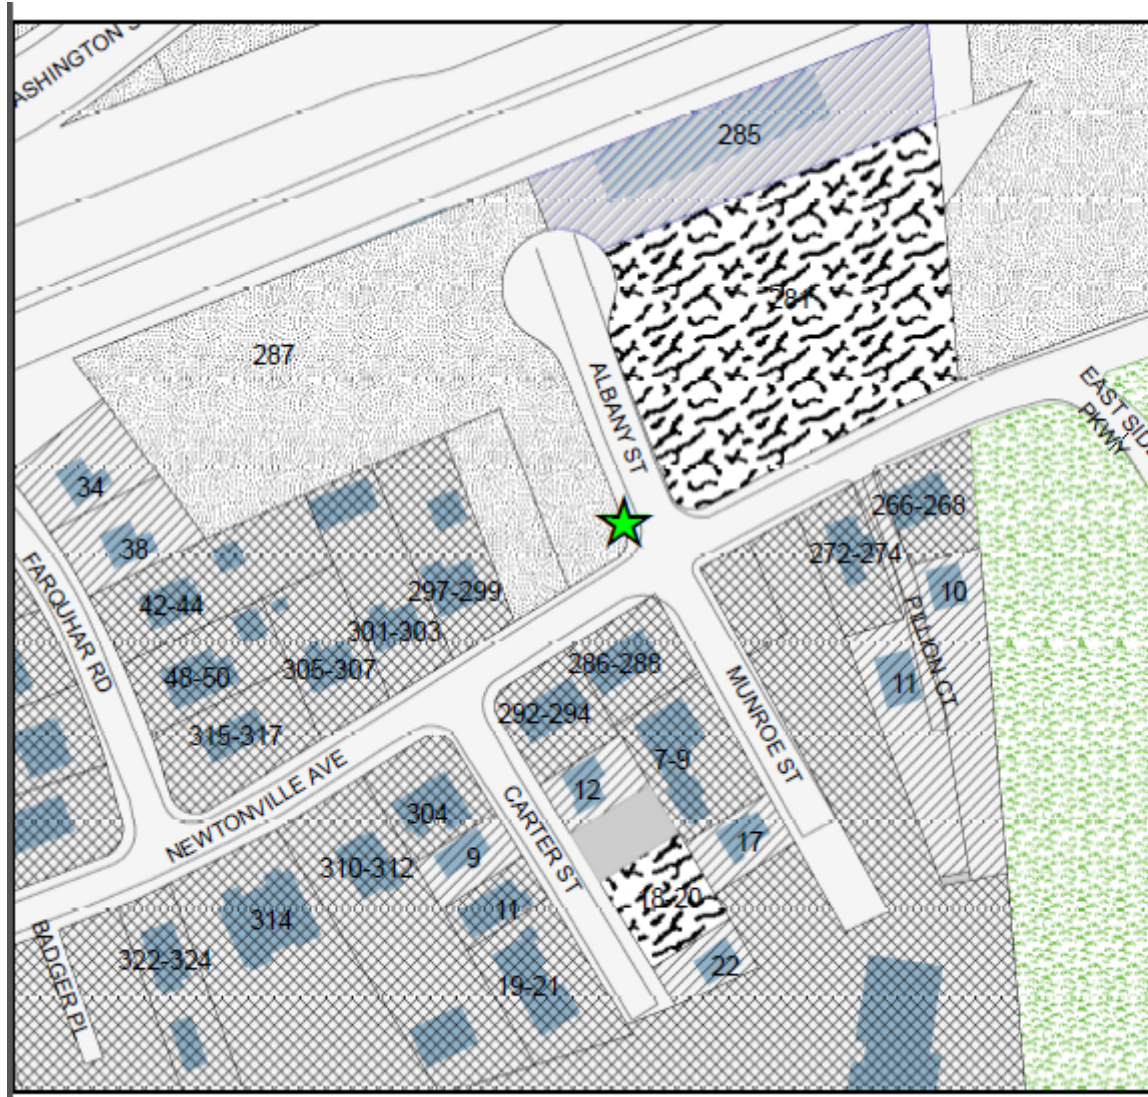 ASHINGTON S
285
281
287
ALBANY ST
EAST SIDE
PKWY
34
266-268
38
272-274
297-299
10
42-44
301-303
FARQUHAR RD
PILLION CT
286-288
305-307
48-50
11
292-294
MUNROE ST
315-317
7-9
12
NEWTONVILLE AVE
304
CARTER ST
17
9
310-312
18-20
11
314
BADGER PL
322-324
22
19-21